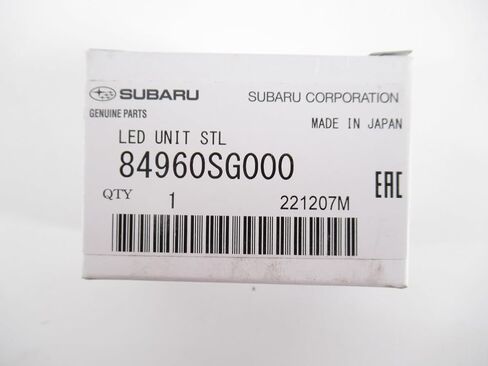 SUBARU SUBARU CORPORATION
GENUINE PARTS MADE IN JAPAN
LED UNIT STL
84960SG000
QTY 1 221207M
EAC